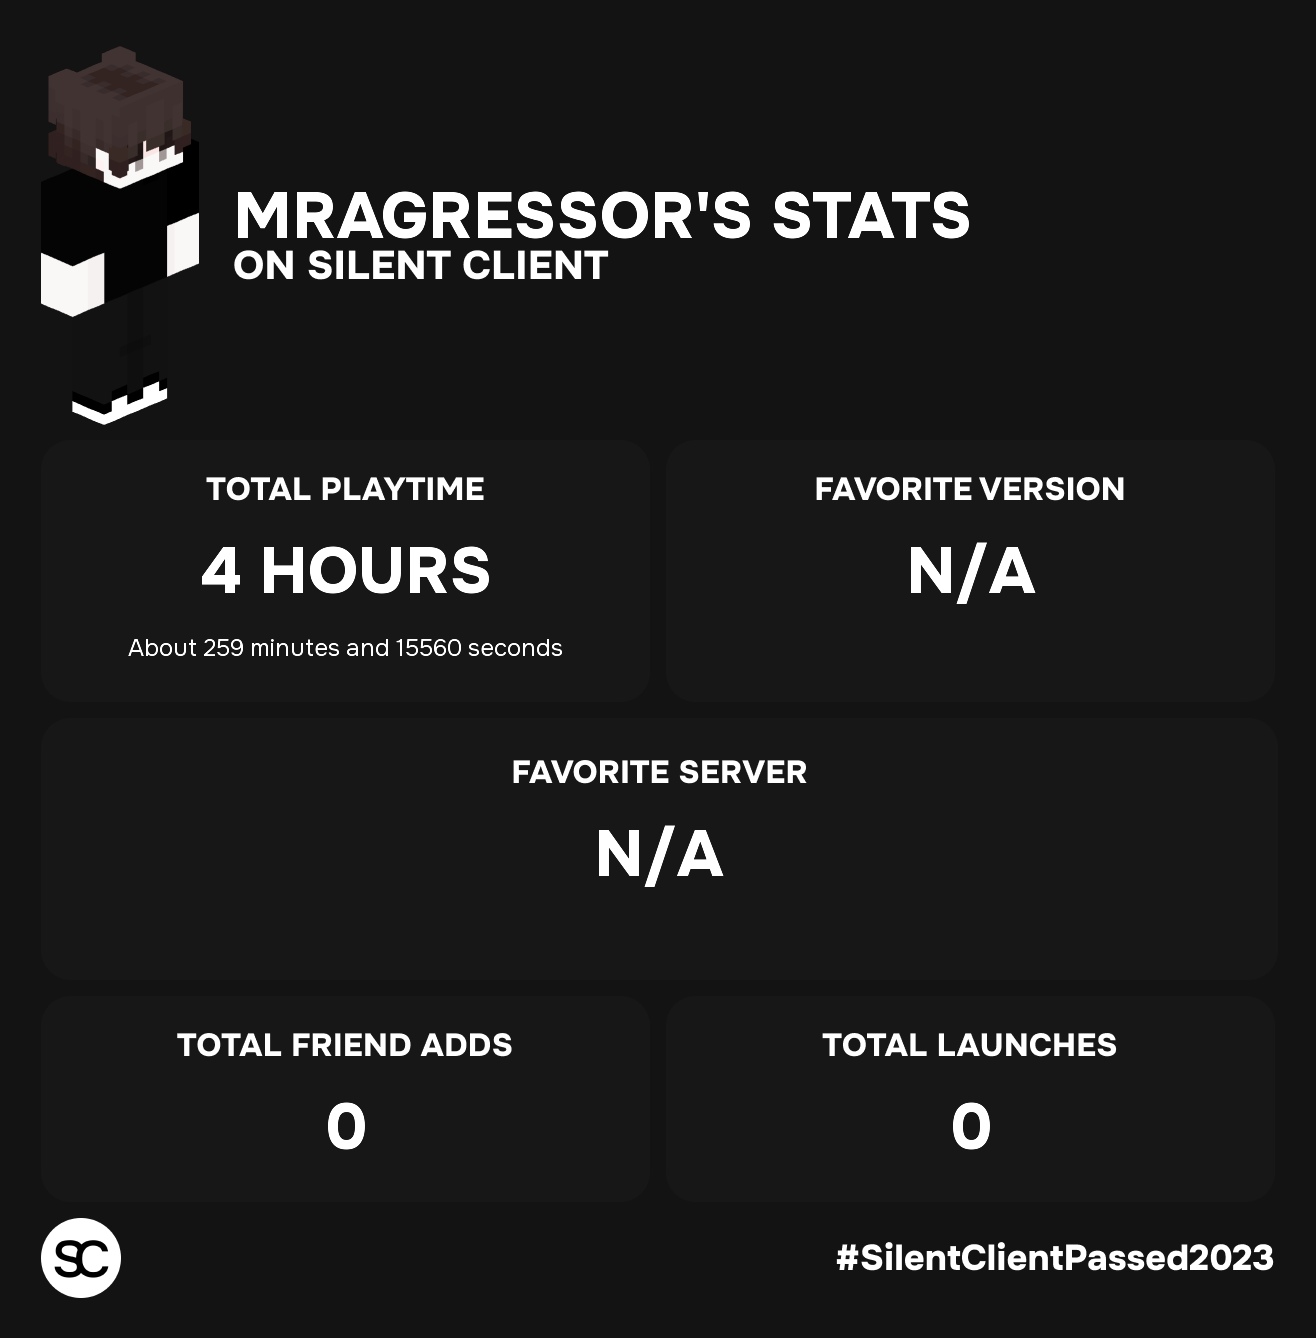 MRAGRESSOR'S STATS
ON SILENT CLIENT
TOTAL PLAYTIME
4 HOURS
About 259 minutes and 15560 seconds
FAVORITE VERSION
N/A
FAVORITE SERVER
N/A
TOTAL FRIEND ADDS
0
TOTAL LAUNCHES
0
SC
#SilentClientPassed2023